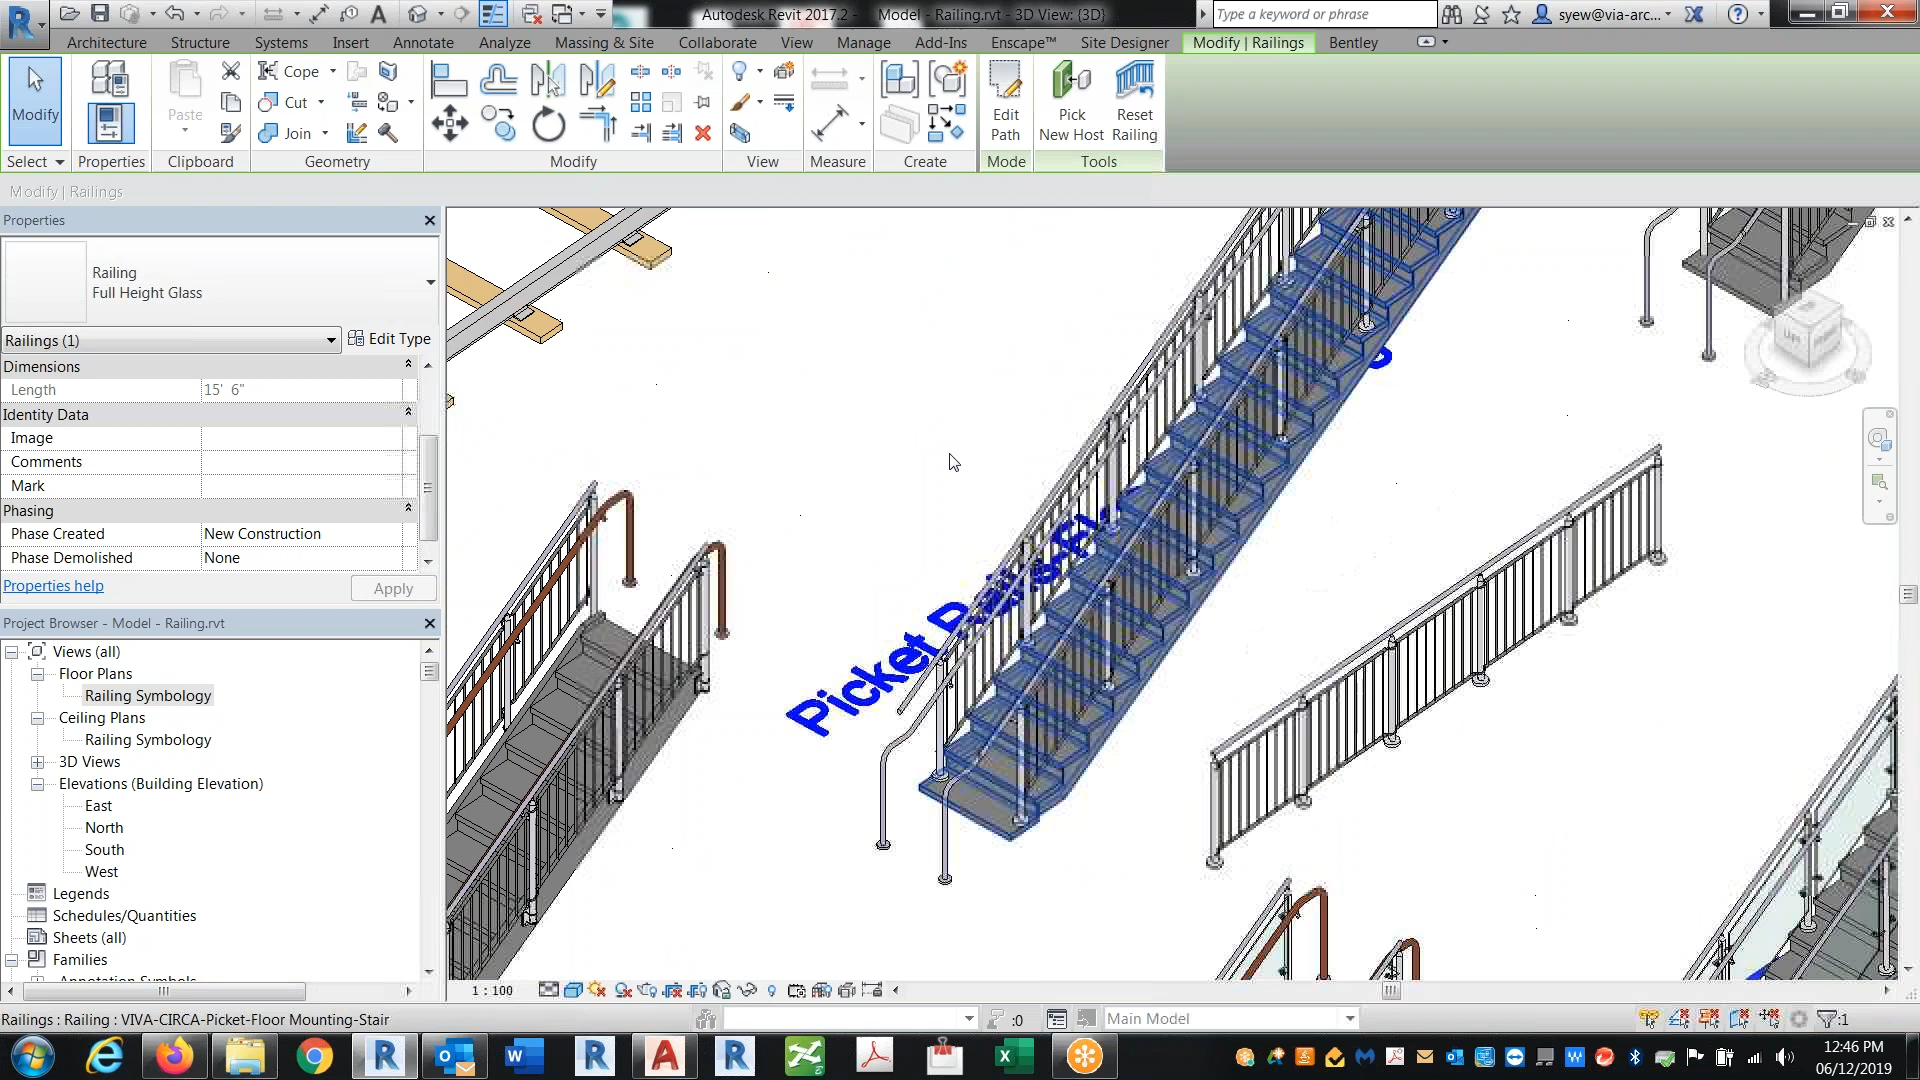 Autodesk Revit 2017.2 - Model - Railing.rvt - 3D View: {3D}
Type a keyword or phrase
syew@via-arc...
Architecture Structure Systems Insert Annotate Analyze Massing & Site Collaborate View Manage Add-Ins Enscape™ Site Designer Modify | Railings Bentley
Modify
Paste
Cope
Cut
Join
Edit Path
Pick New Host
Reset Railing
Select Properties Clipboard Geometry Modify View Measure Create Mode Tools
Modify | Railings
Properties
Railing
Full Height Glass
Railings (1) Edit Type
Dimensions
Length 15' 6"
Identity Data
Image
Comments
Mark
Phasing
Phase Created New Construction
Phase Demolished None
Properties help Apply
Project Browser - Model - Railing.rvt
Views (all)
Floor Plans
Railing Symbology
Ceiling Plans
Railing Symbology
3D Views
Elevations (Building Elevation)
East
North
South
West
Legends
Schedules/Quantities
Sheets (all)
Families
Annotation Symbols
Picket
1 : 100
Railings : Railing : VIVA-CIRCA-Picket-Floor Mounting-Stair
:0
Main Model
:1
12:46 PM
06/12/2019